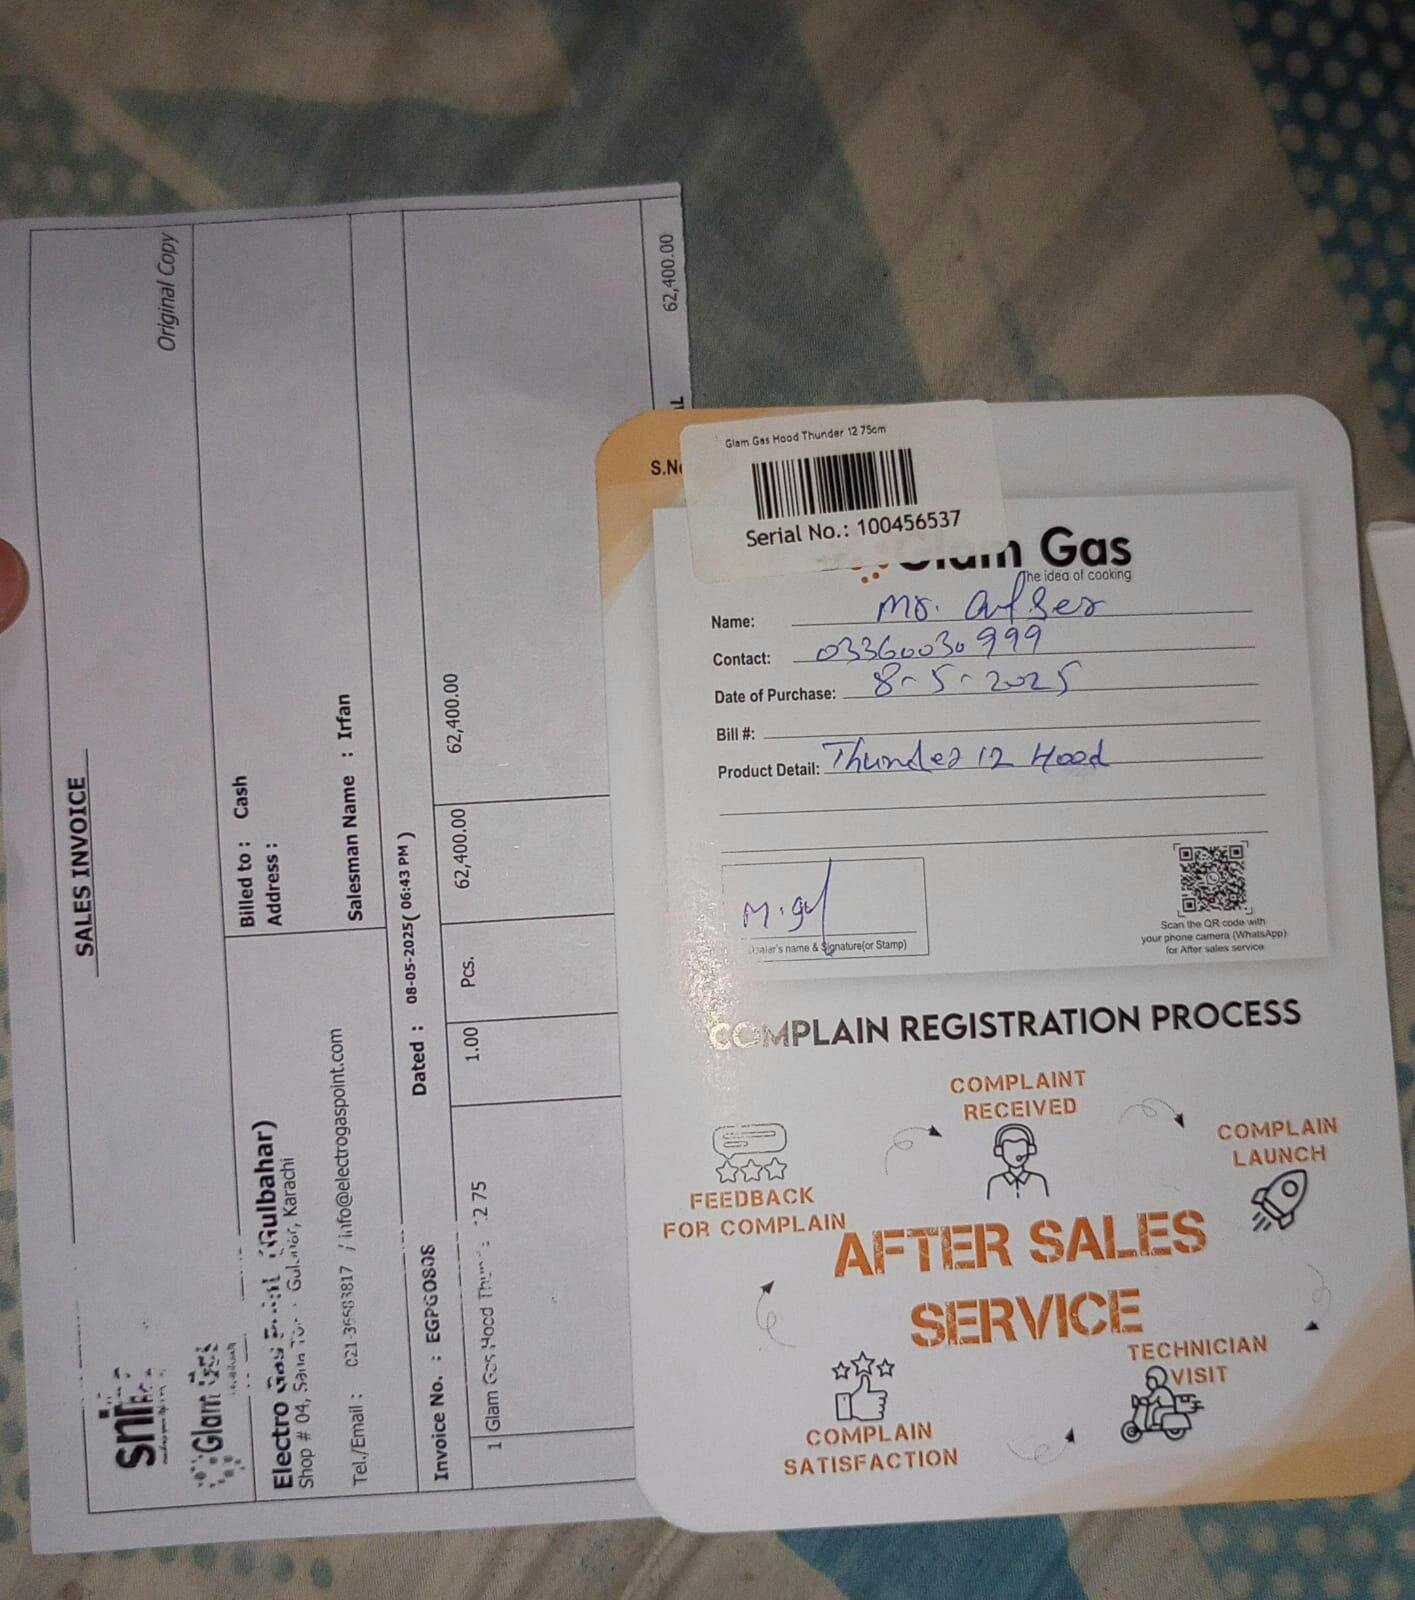 SALES INVOICE
Original Copy
Glam
Electro (Gulbahar)
Shop # 04, Karachi
Tel./Email : / info@electrogaspoint.com
Billed to : Cash
Address :
Salesman Name : Irfan
Invoice No. : EGPG0808
Dated : 08-05-2025( 06:43 PM )
1 Glam Gas Hood 75 1.00 Pcs. 62,400.00 62,400.00
62,400.00
Glam Gas Hood Thunder 12 75cm
Serial No.: 100456537
Glam Gas
The idea of cooking
Name: Mr.
Contact: 03360030999
Date of Purchase: 8-5-2025
Bill #:
Product Detail: Thunder 12 Hood
name & Signature(or Stamp)
Scan the QR code with
your phone camera (WhatsApp)
for After sales service
COMPLAIN REGISTRATION PROCESS
COMPLAINT
RECEIVED
COMPLAIN
LAUNCH
FEEDBACK
FOR COMPLAIN
AFTER SALES
SERVICE
TECHNICIAN
VISIT
COMPLAIN
SATISFACTION